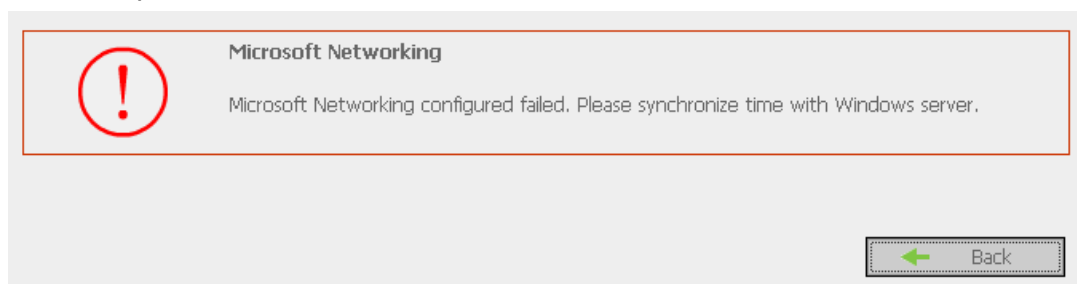 Microsoft Networking
Microsoft Networking configured failed. Please synchronize time with Windows server.
Back